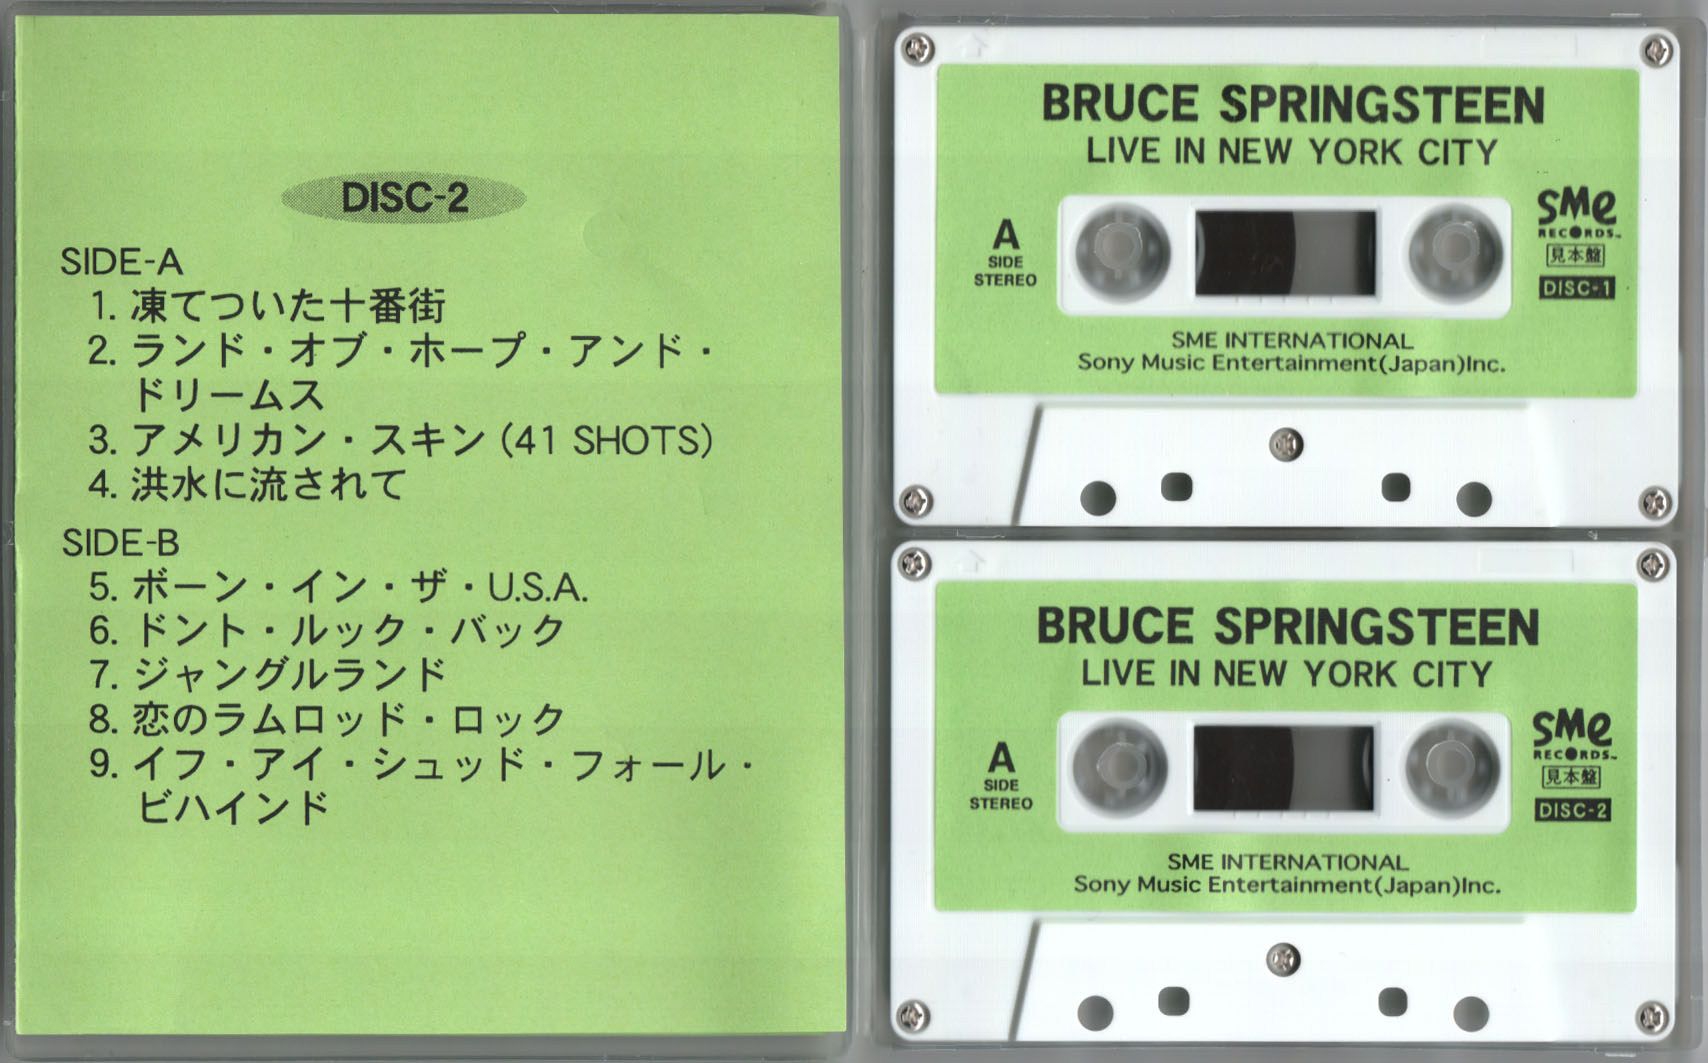 DISC-2
SIDE-A
1. 凍てついた十番街
2. ランド・オブ・ホープ・アンド・
ドリームス
3. アメリカン・スキン (41 SHOTS)
4. 洪水に流されて
SIDE-B
5. ボーン・イン・ザ・U.S.A.
6. ドント・ルック・バック
7. ジャングルランド
8. 恋のラムロッド・ロック
9. イフ・アイ・シュッド・フォール・
ビハインド
BRUCE SPRINGSTEEN
LIVE IN NEW YORK CITY
A
SIDE
STEREO
SMe
RECORDS™
見本盤
DISC-1
SME INTERNATIONAL
Sony Music Entertainment(Japan)Inc.
BRUCE SPRINGSTEEN
LIVE IN NEW YORK CITY
A
SIDE
STEREO
SMe
RECORDS™
見本盤
DISC-2
SME INTERNATIONAL
Sony Music Entertainment(Japan)Inc.